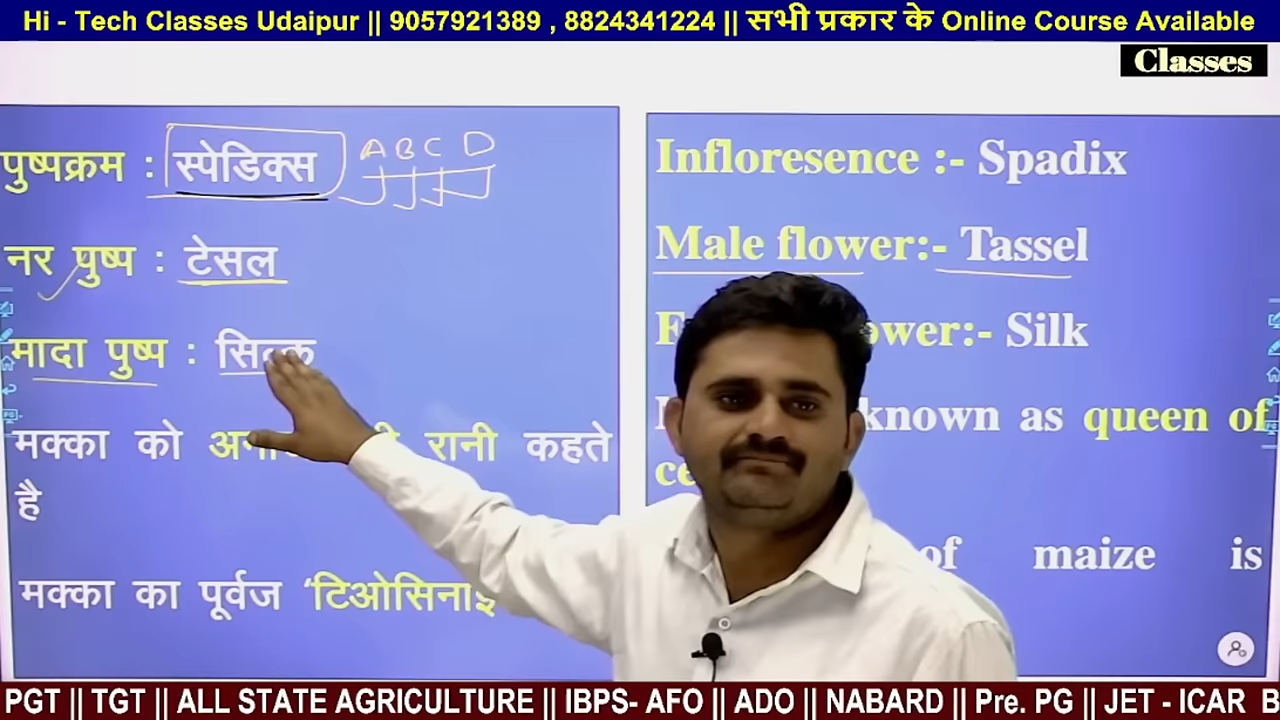 Hi - Tech Classes Udaipur || 9057921389 , 8824341224 || सभी प्रकार के Online Course Available
Classes
पुष्पक्रम : स्पेडिक्स
A B C D
नर पुष्प : टेसल
मादा पुष्प : सिल्क
मक्का को रानी कहते
है
मक्का का पूर्वज 'टिओसिनाइ
Infloresence :- Spadix
Male flower:- Tassel
ower:- Silk
known as queen of
ce
of maize is
PGT || TGT || ALL STATE AGRICULTURE || IBPS- AFO || ADO || NABARD || Pre. PG || JET - ICAR B